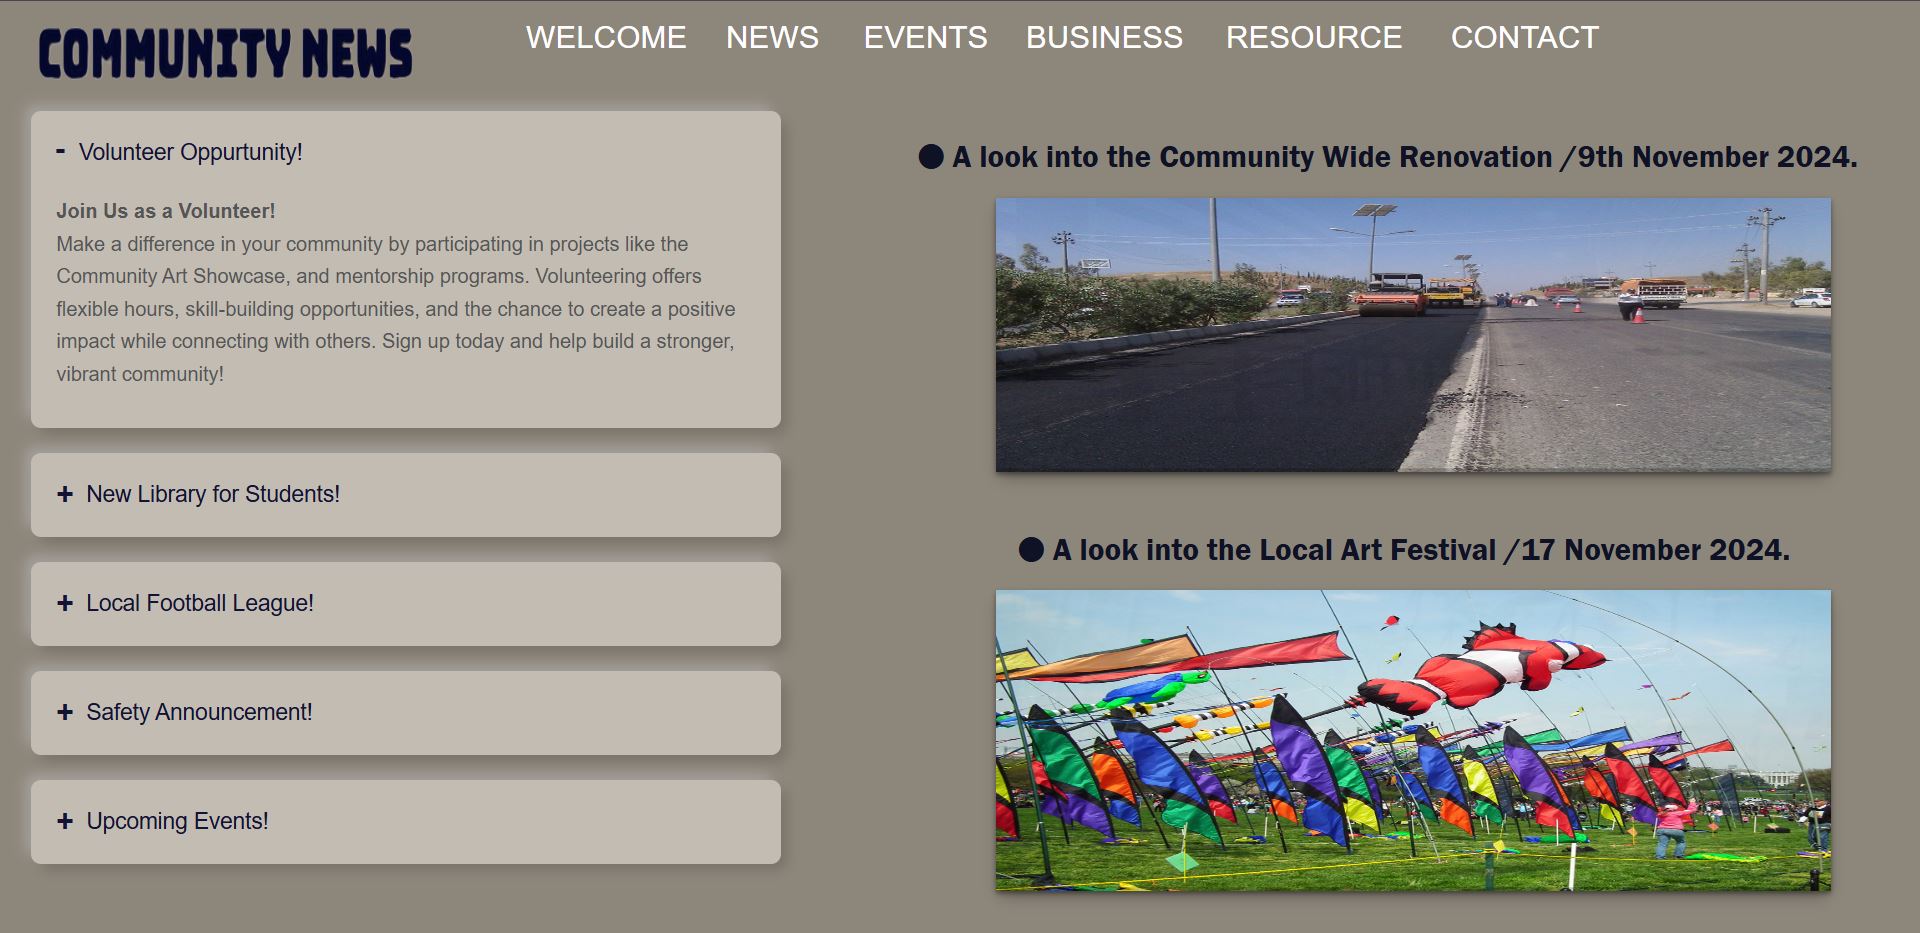 COMMUNITY NEWS
WELCOME NEWS EVENTS BUSINESS RESOURCE CONTACT
- Volunteer Oppurtunity!
Join Us as a Volunteer!
Make a difference in your community by participating in projects like the
Community Art Showcase, and mentorship programs. Volunteering offers
flexible hours, skill-building opportunities, and the chance to create a positive
impact while connecting with others. Sign up today and help build a stronger,
vibrant community!
+ New Library for Students!
+ Local Football League!
+ Safety Announcement!
+ Upcoming Events!
● A look into the Community Wide Renovation /9th November 2024.
● A look into the Local Art Festival /17 November 2024.